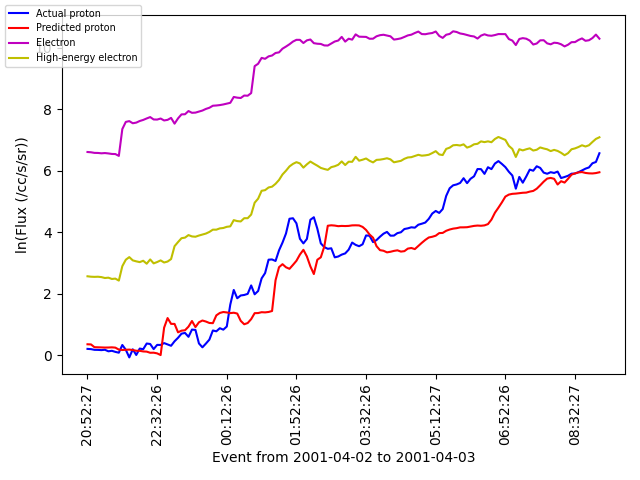 Actual proton
Predicted proton
Electron
High-energy electron
10
8
6
4
2
0
ln(Flux (/cc/s/sr))
20:52:27
22:32:26
00:12:26
01:52:26
03:32:26
05:12:27
06:52:26
08:32:27
Event from 2001-04-02 to 2001-04-03